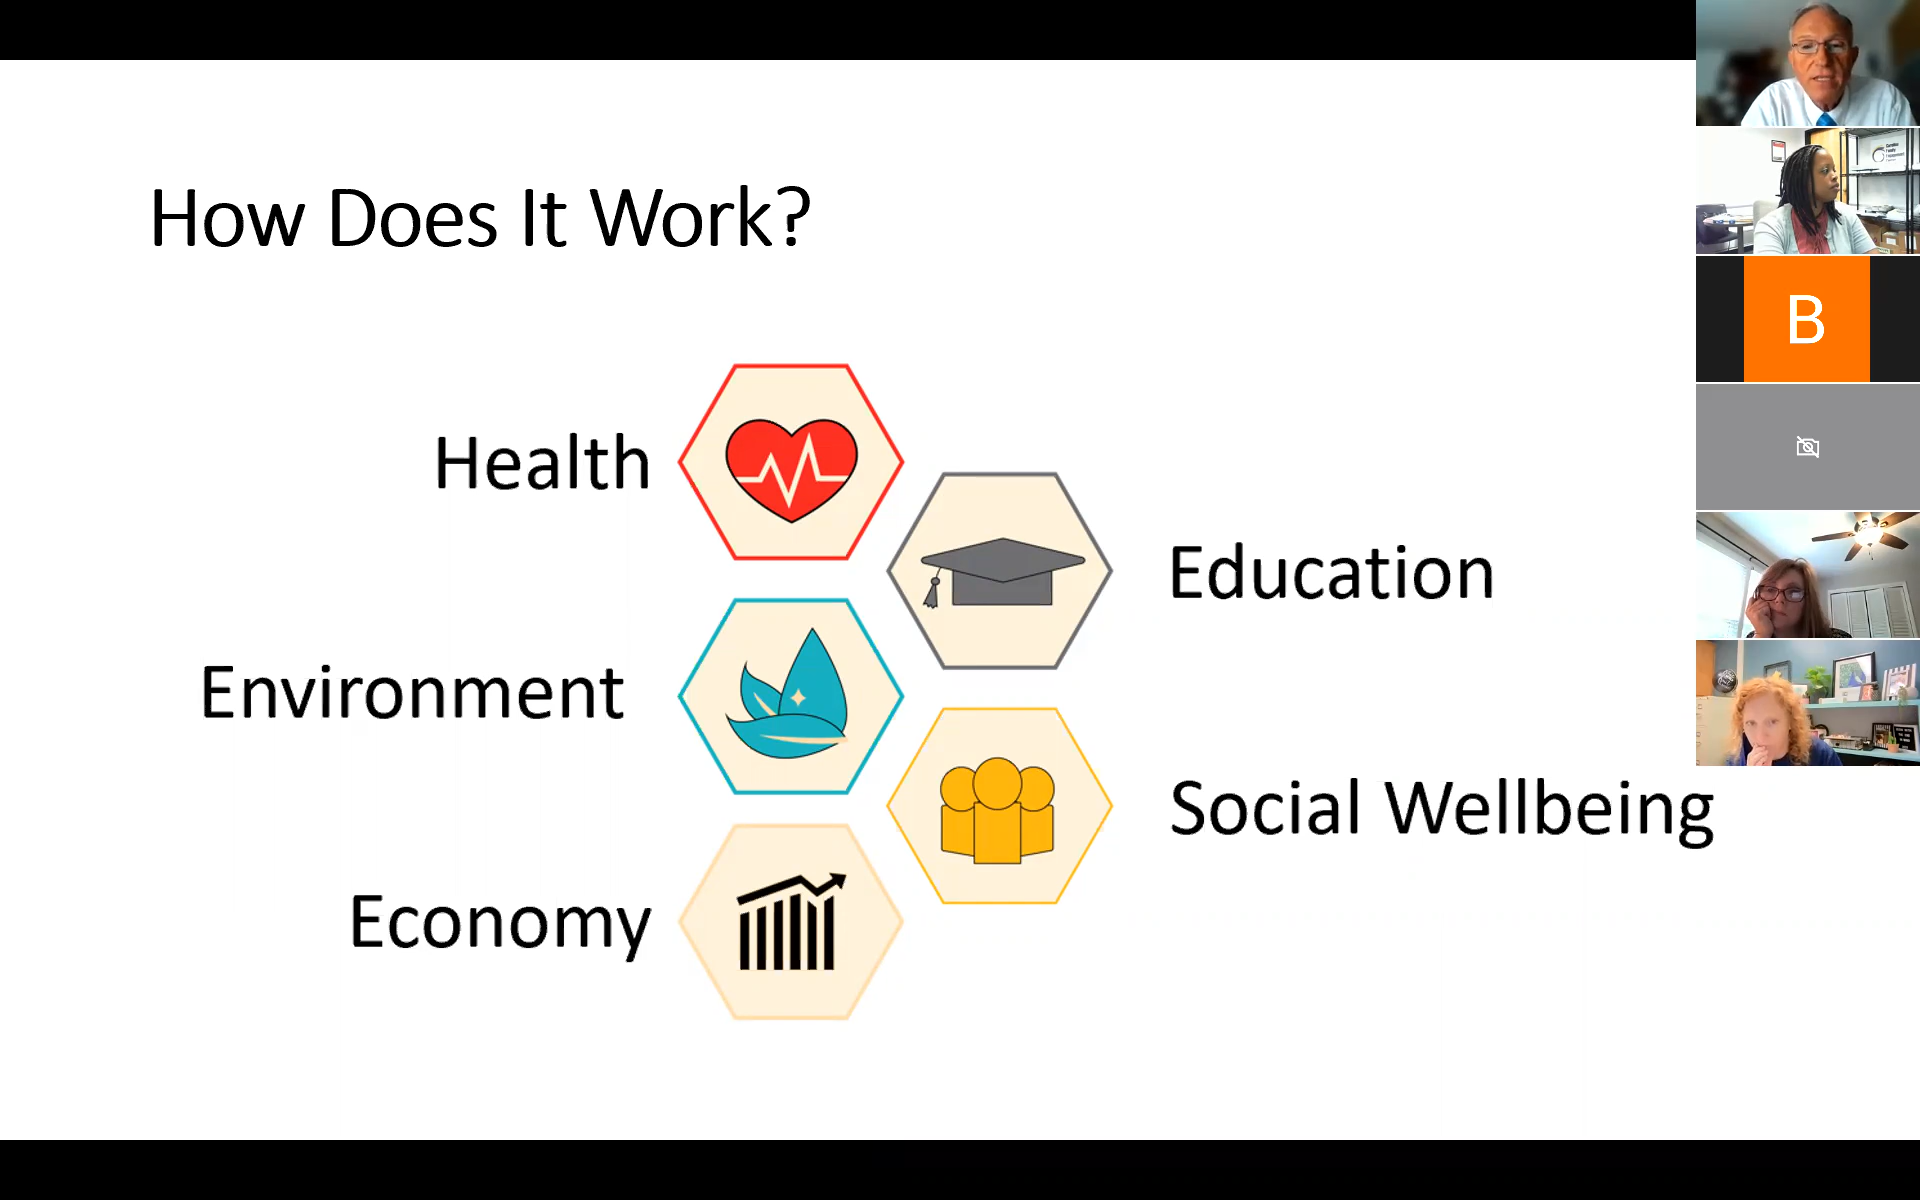 How Does It Work?
Health
Education
Environment
Social Wellbeing
Economy
B